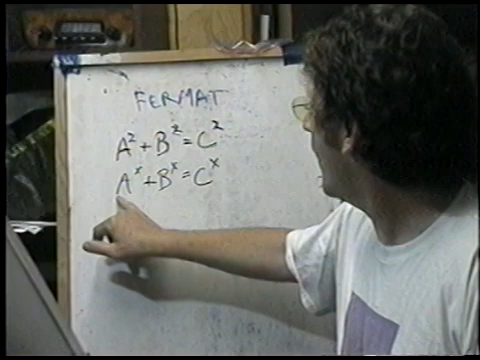 FERMAT
A² + B² = C²
Aˣ + Bˣ = Cˣ